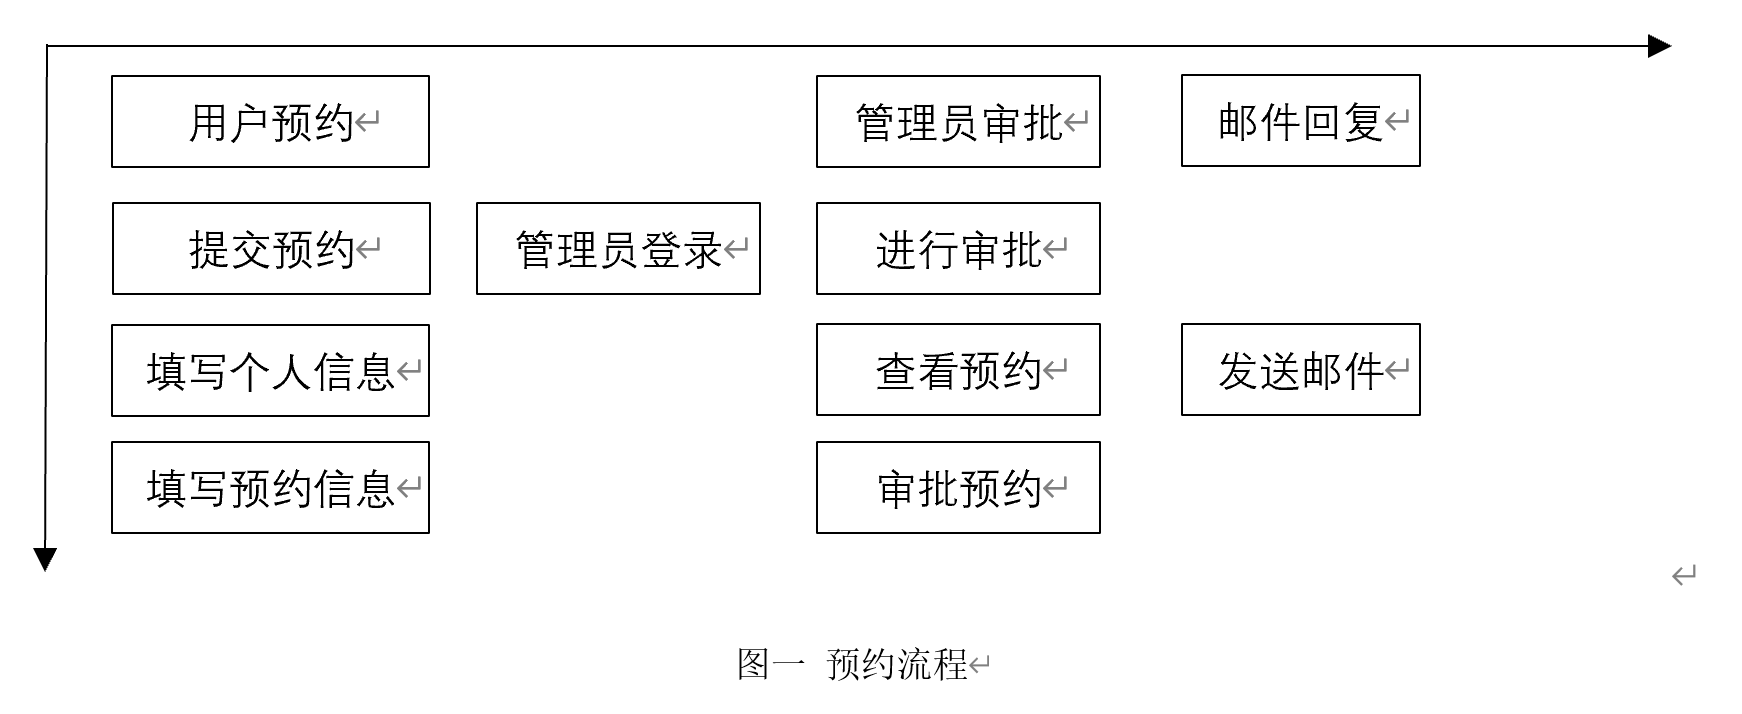 用户预约 管理员审批 邮件回复
提交预约 管理员登录 进行审批
填写个人信息 查看预约 发送邮件
填写预约信息 审批预约
图一 预约流程